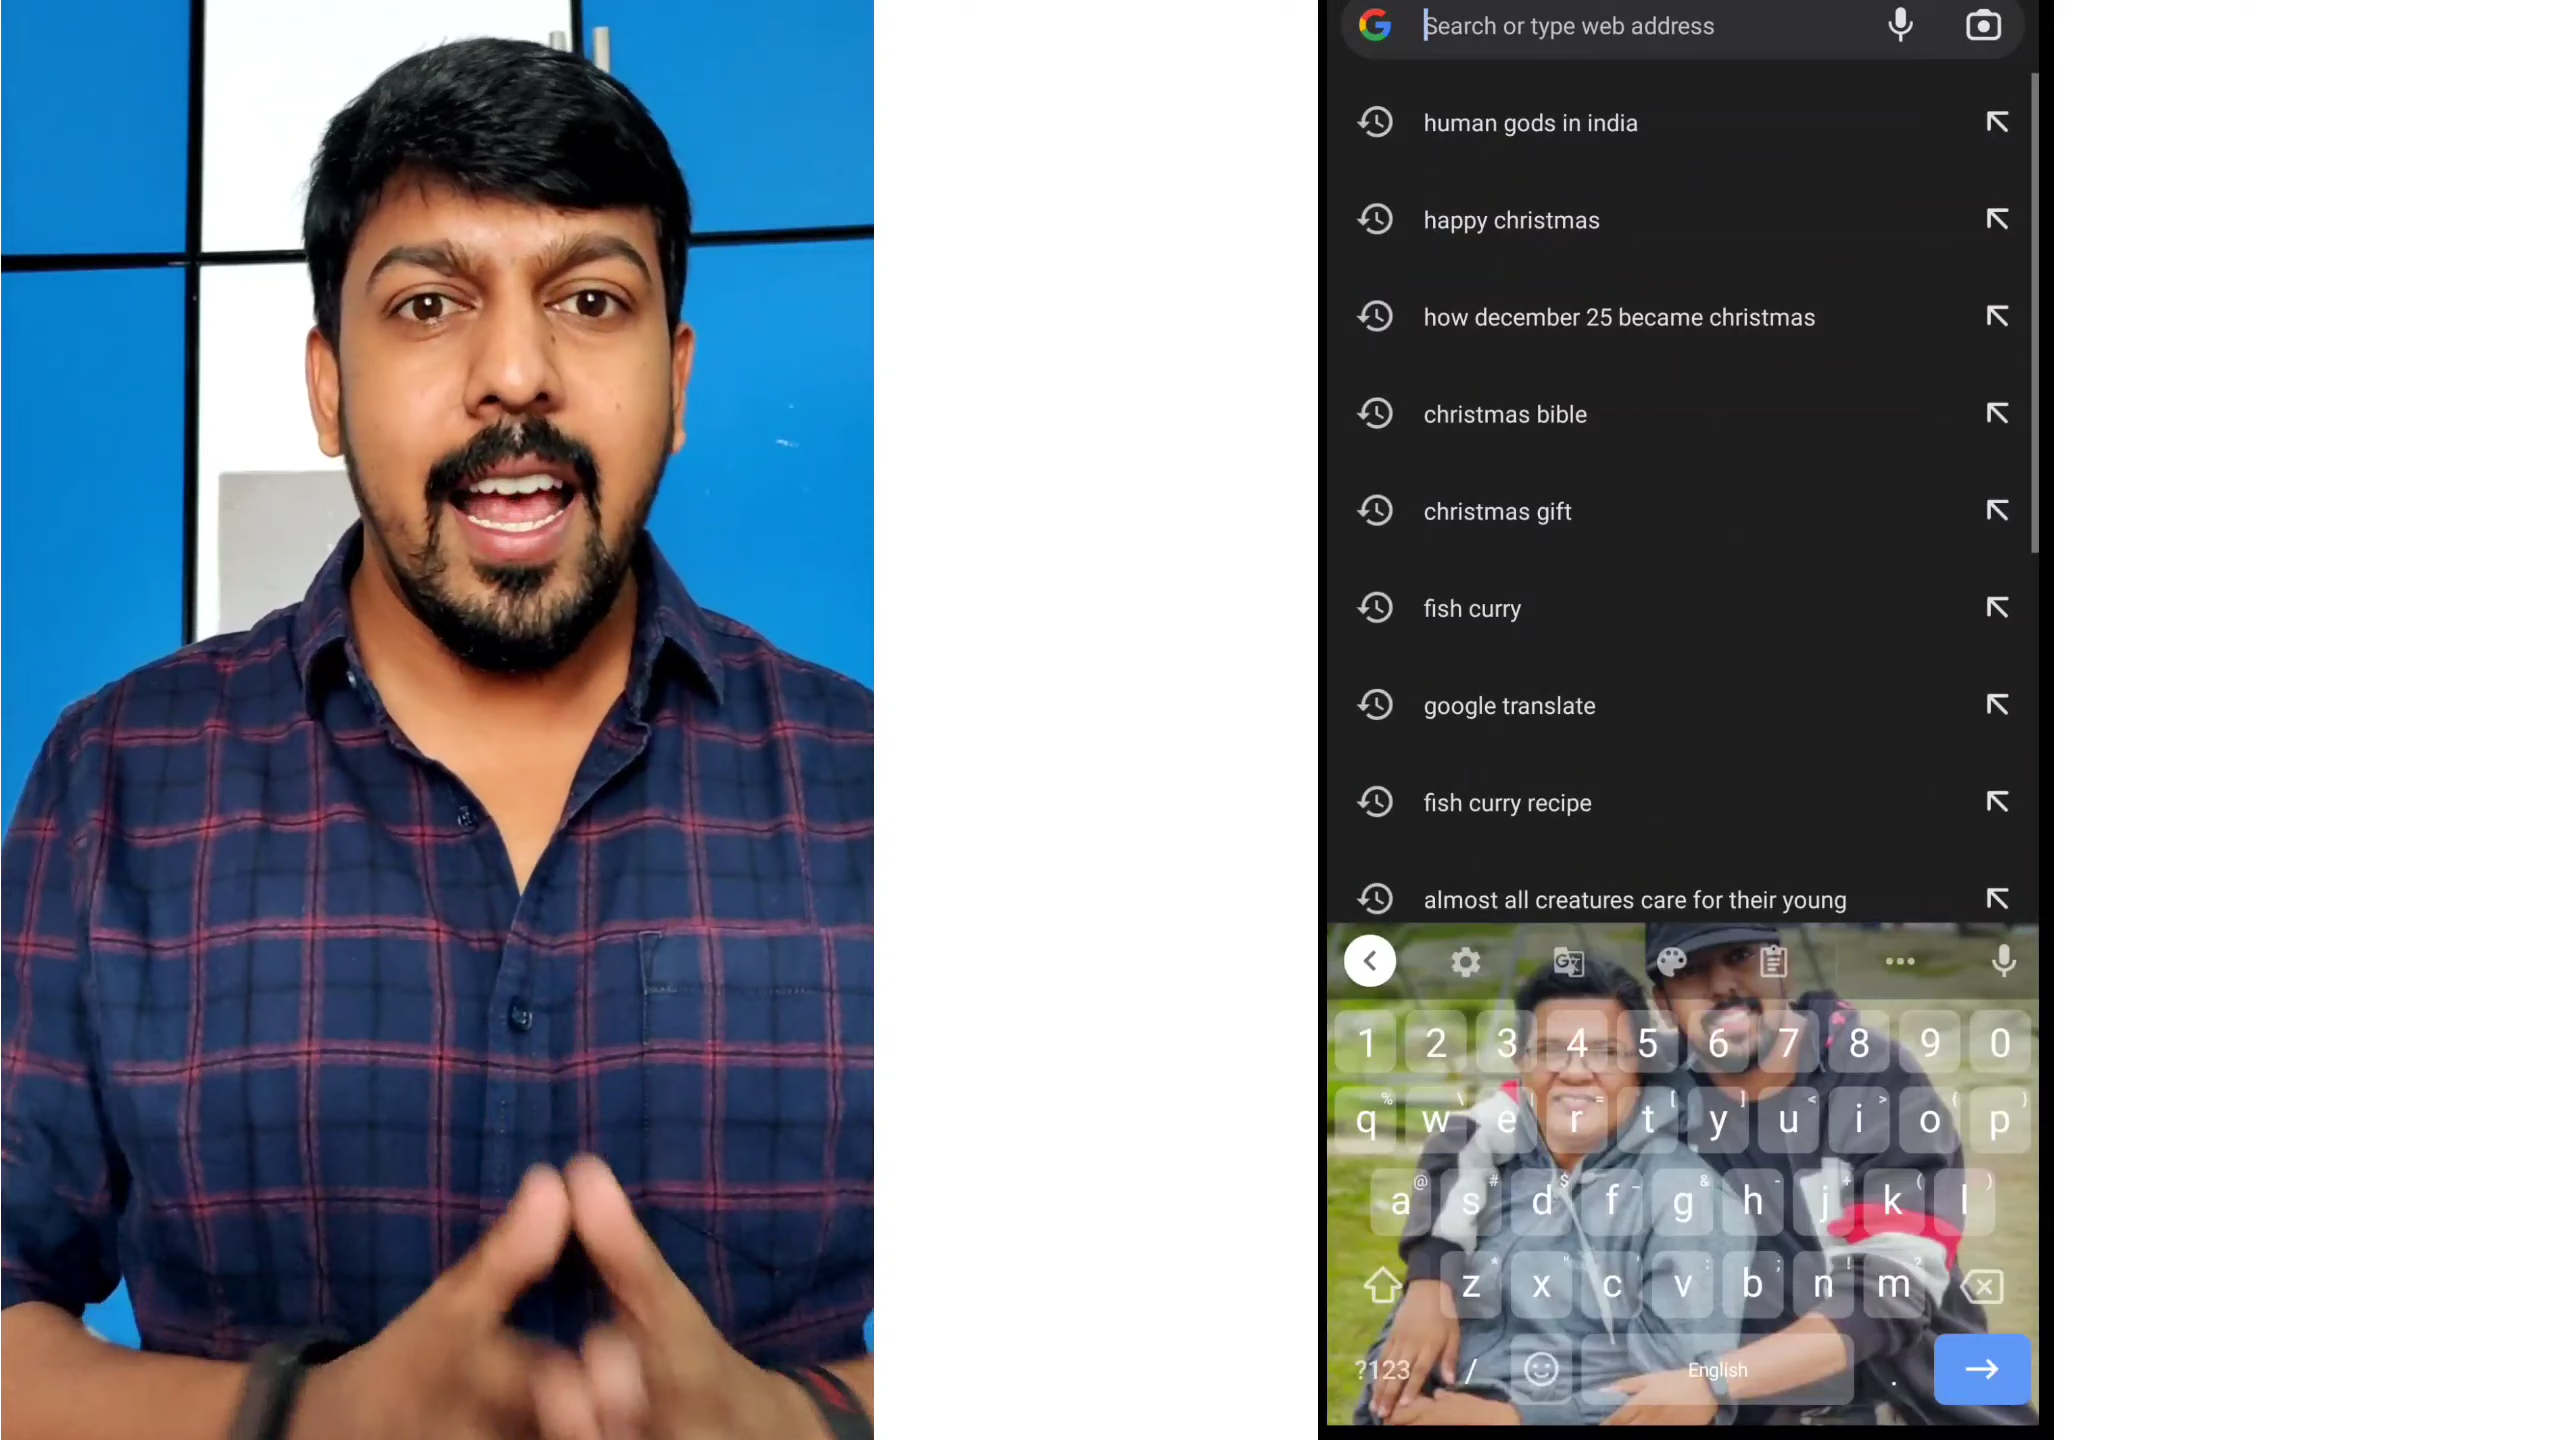 Search or type web address
human gods in india
happy christmas
how december 25 became christmas
christmas bible
christmas gift
fish curry
google translate
fish curry recipe
almost all creatures care for their young
1 2 3 4 5 6 7 8 9 0
q w e r t y u i o p
a s d f g h j k l
z x c v b n m
?123 / English .